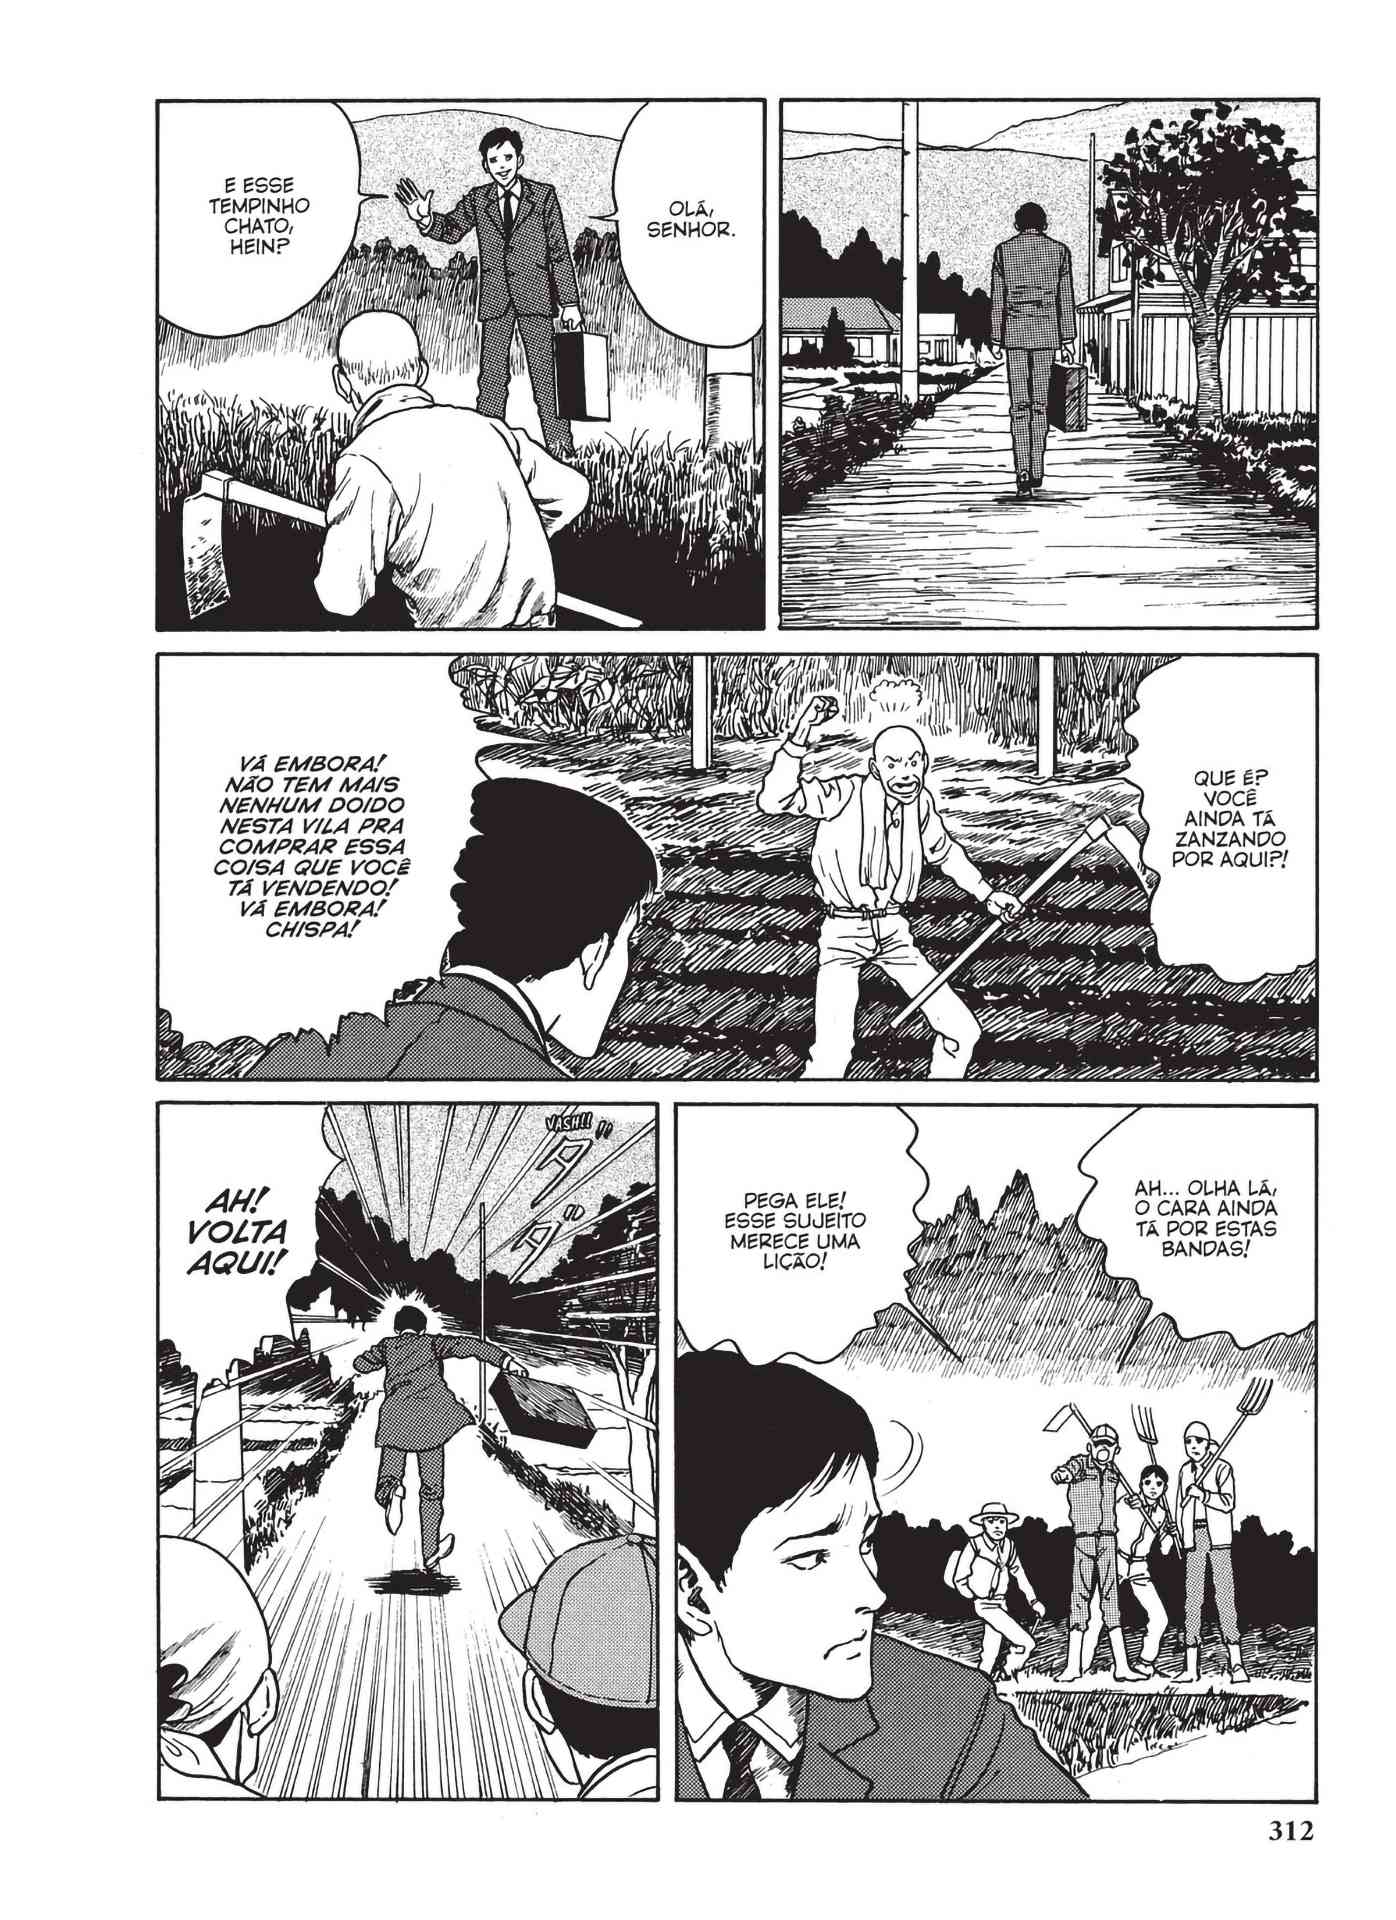 OLÁ,
SENHOR.
E ESSE
TEMPINHO
CHATO,
HEIN?
QUE É?
VOCÊ
AINDA TÁ
ZANZANDO
POR AQUI?!
VÁ EMBORA!
NÃO TEM MAIS
NENHUM DOIDO
NESTA VILA PRA
COMPRAR ESSA
COISA QUE VOCÊ
TÁ VENDENDO!
VÁ EMBORA!
CHISPA!
AH... OLHA LÁ,
O CARA AINDA
TÁ POR ESTAS
BANDAS!
PEGA ELE!
ESSE SUJEITO
MERECE UMA
LIÇÃO!
VASH!!
ダダ
AH!
VOLTA
AQUI!
312